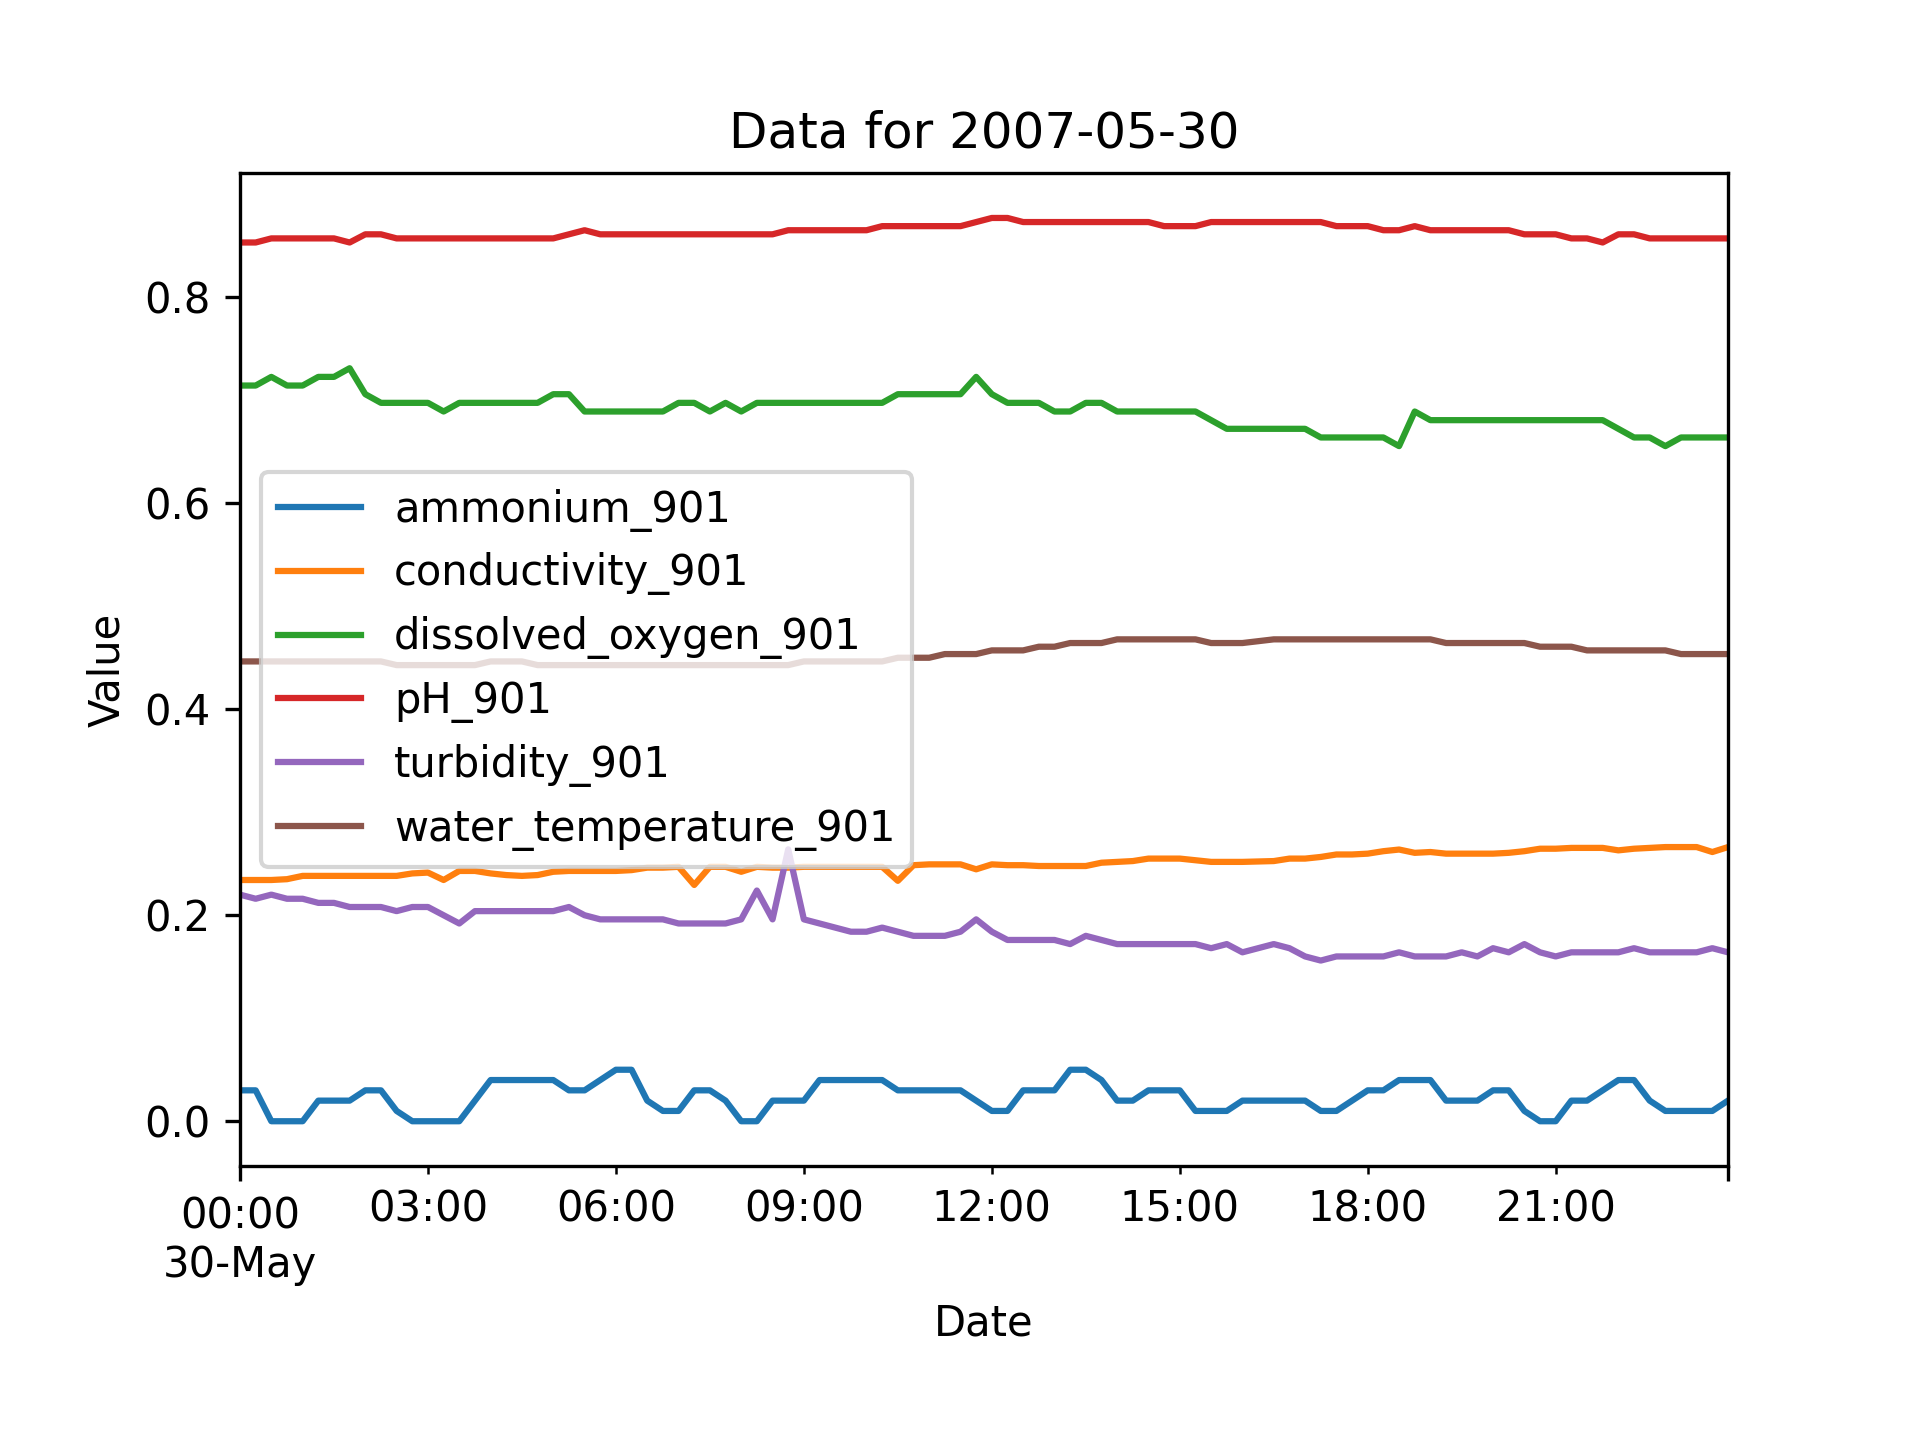 Data for 2007-05-30
0.8
0.6
0.4
0.2
0.0
Value
ammonium_901
conductivity_901
dissolved_oxygen_901
pH_901
turbidity_901
water_temperature_901
00:00 03:00 06:00 09:00 12:00 15:00 18:00 21:00
30-May
Date